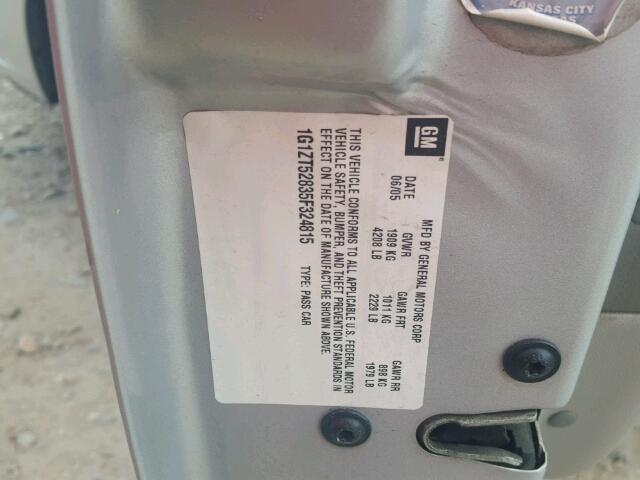 KANSAS CITY
GM
MFD BY GENERAL MOTORS CORP
DATE GVWR GAWR FRT GAWR RR
06/05 1909 KG 1011 KG 898 KG
4208 LB 2229 LB 1979 LB
THIS VEHICLE CONFORMS TO ALL APPLICABLE U.S. FEDERAL MOTOR
VEHICLE SAFETY, BUMPER, AND THEFT PREVENTION STANDARDS IN
EFFECT ON THE DATE OF MANUFACTURE SHOWN ABOVE.
1G1ZT52835F324815 TYPE: PASS CAR